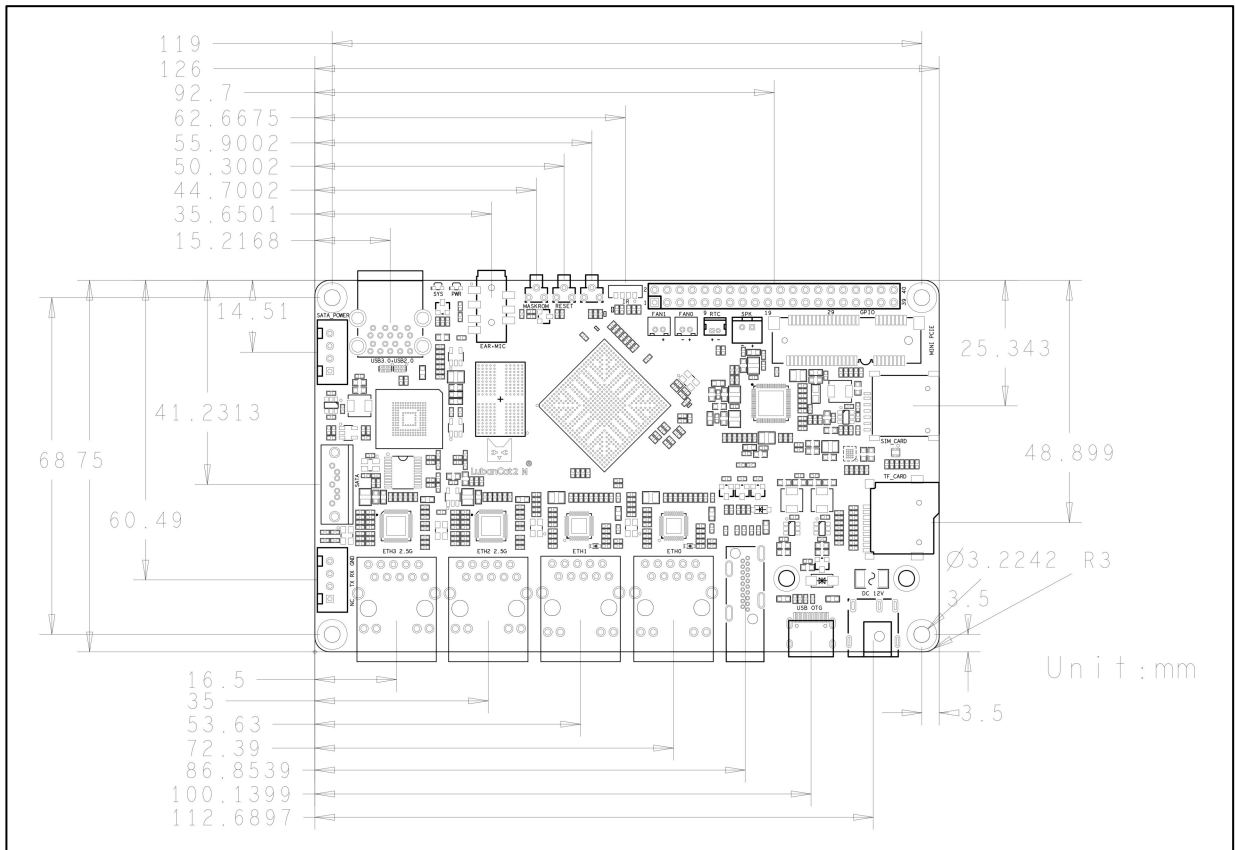 119
126
92.7
62.6675
55.9002
50.3002
44.7002
35.6501
15.2168
SYS PWR
MASKROM RESET
IR
2
1
40
39
FAN1 FAN0 9 RTC SPK 19 29 GPIO
+ - + + - +
MINI PCIE
SATA_POWER
14.51
USB3.0+USB2.0
EAR+MIC
25.343
41.2313
+
68 75
LubanCat2 N ®
SIM_CARD
48.899
SATA
TF_CARD
60.49
ETH3 2.5G ETH2 2.5G ETH1 ETH0
NC TX RX GND
Ø3.2242 R3
DC 12V
USB OTG
3.5
Unit:mm
16.5
35
3.5
53.63
72.39
86.8539
100.1399
112.6897